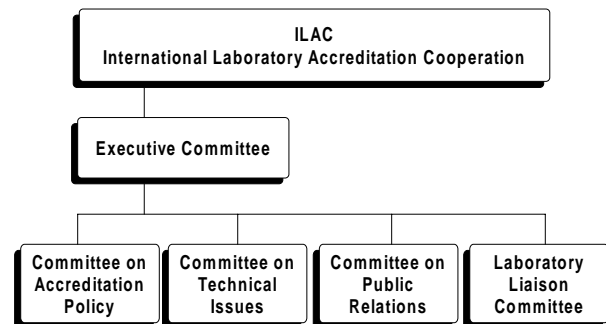 ILAC
International Laboratory Accreditation Cooperation
Executive Committee
Committee on
Accreditation
Policy
Committee on
Technical
Issues
Committee on
Public
Relations
Laboratory
Liaison
Committee